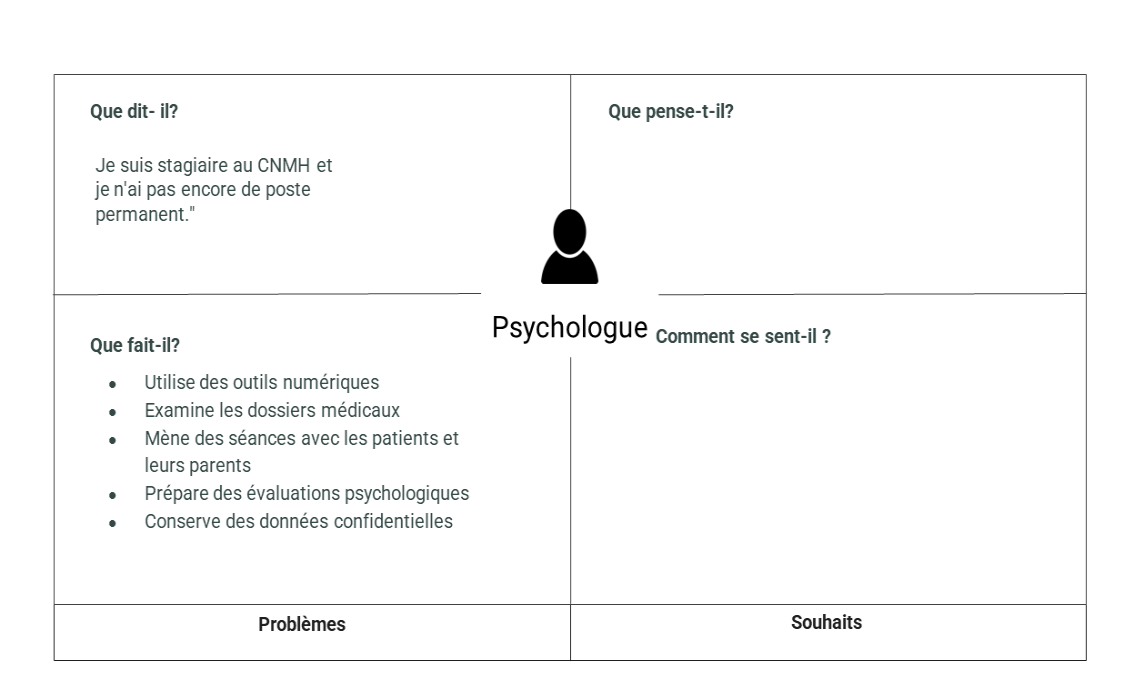 Que dit- il?
Je suis stagiaire au CNMH et
je n'ai pas encore de poste
permanent."
Que pense-t-il?
Psychologue
Que fait-il?
• Utilise des outils numériques
• Examine les dossiers médicaux
• Mène des séances avec les patients et
leurs parents
• Prépare des évaluations psychologiques
• Conserve des données confidentielles
Comment se sent-il ?
Problèmes
Souhaits